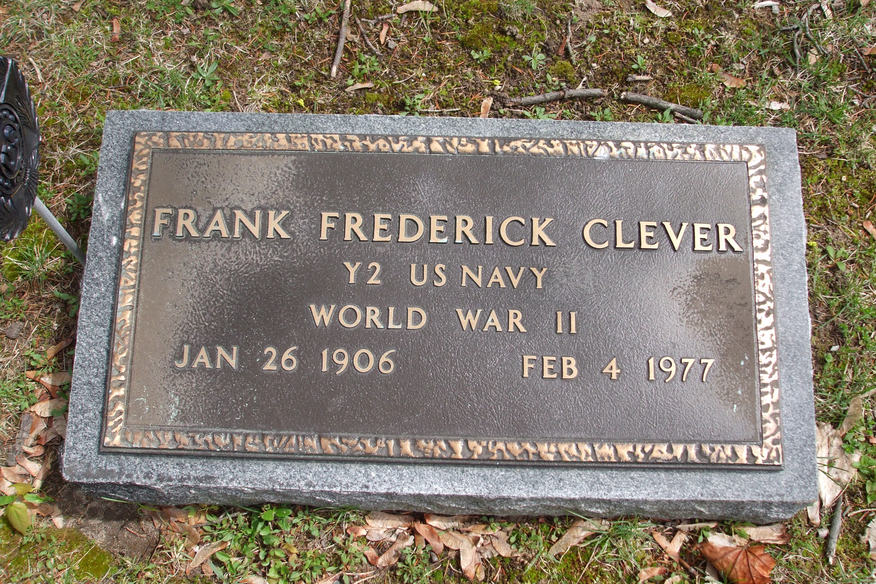 FRANK FREDERICK CLEVER
Y2 US NAVY
WORLD WAR II
JAN 26 1906 FEB 4 1977